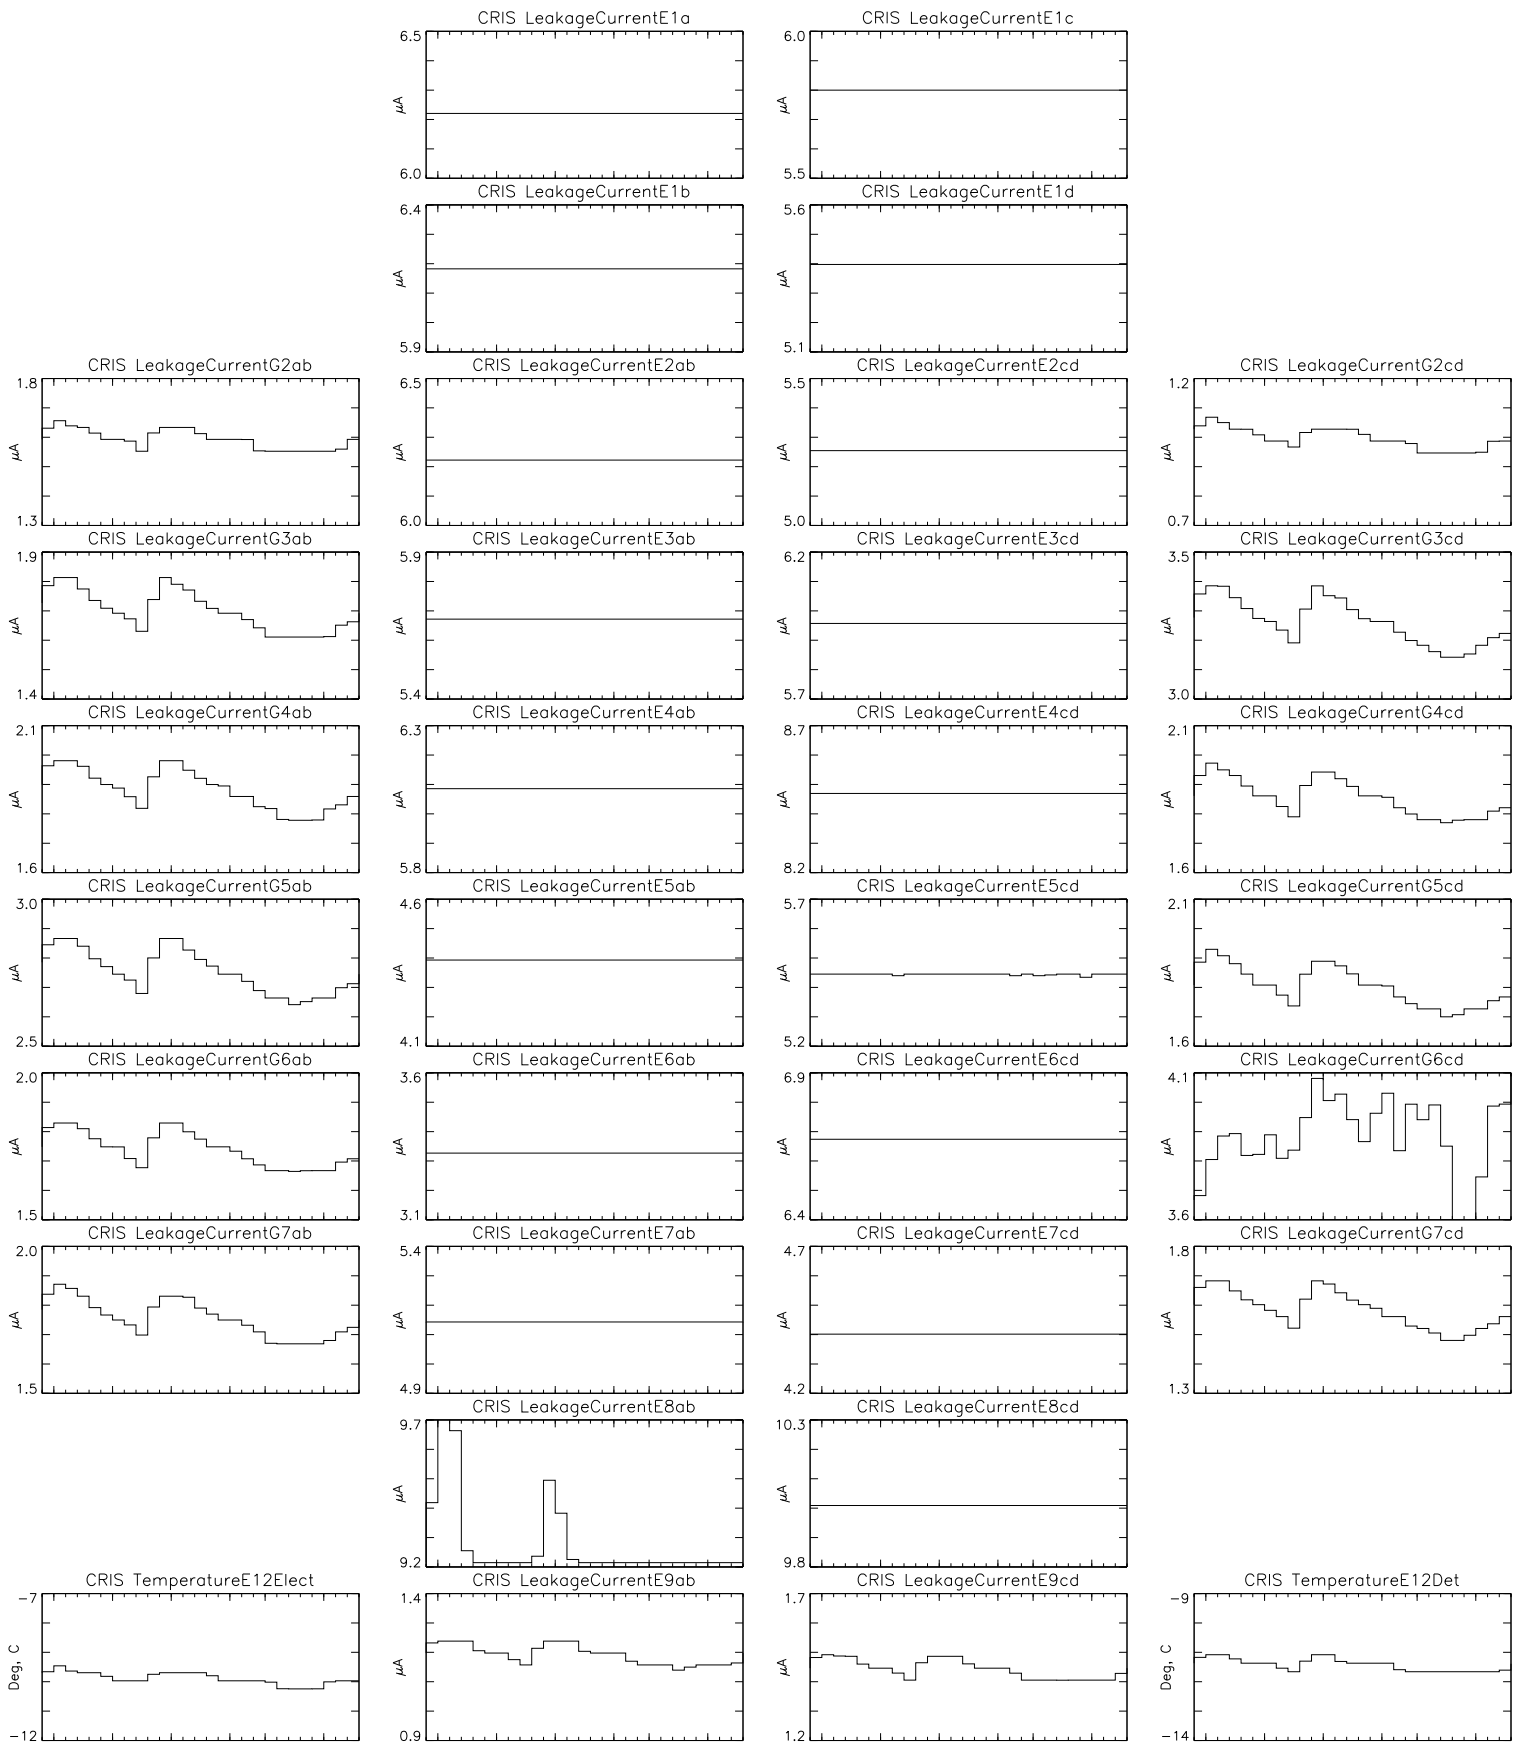 CRIS LeakageCurrentE1a
6.5
μA
6.0
CRIS LeakageCurrentE1c
6.0
μA
5.5
CRIS LeakageCurrentE1b
6.4
μA
5.9
CRIS LeakageCurrentE1d
5.6
μA
5.1
CRIS LeakageCurrentG2ab
1.8
μA
1.3
CRIS LeakageCurrentE2ab
6.5
μA
6.0
CRIS LeakageCurrentE2cd
5.5
μA
5.0
CRIS LeakageCurrentG2cd
1.2
μA
0.7
CRIS LeakageCurrentG3ab
1.9
μA
1.4
CRIS LeakageCurrentE3ab
5.9
μA
5.4
CRIS LeakageCurrentE3cd
6.2
μA
5.7
CRIS LeakageCurrentG3cd
3.5
μA
3.0
CRIS LeakageCurrentG4ab
2.1
μA
1.6
CRIS LeakageCurrentE4ab
6.3
μA
5.8
CRIS LeakageCurrentE4cd
8.7
μA
8.2
CRIS LeakageCurrentG4cd
2.1
μA
1.6
CRIS LeakageCurrentG5ab
3.0
μA
2.5
CRIS LeakageCurrentE5ab
4.6
μA
4.1
CRIS LeakageCurrentE5cd
5.7
μA
5.2
CRIS LeakageCurrentG5cd
2.1
μA
1.6
CRIS LeakageCurrentG6ab
2.0
μA
1.5
CRIS LeakageCurrentE6ab
3.6
μA
3.1
CRIS LeakageCurrentE6cd
6.9
μA
6.4
CRIS LeakageCurrentG6cd
4.1
μA
3.6
CRIS LeakageCurrentG7ab
2.0
μA
1.5
CRIS LeakageCurrentE7ab
5.4
μA
4.9
CRIS LeakageCurrentE7cd
4.7
μA
4.2
CRIS LeakageCurrentG7cd
1.8
μA
1.3
CRIS LeakageCurrentE8ab
9.7
μA
9.2
CRIS LeakageCurrentE8cd
10.3
μA
9.8
CRIS TemperatureE12Elect
−7
Deg, C
−12
CRIS LeakageCurrentE9ab
1.4
μA
0.9
CRIS LeakageCurrentE9cd
1.7
μA
1.2
CRIS TemperatureE12Det
−9
Deg, C
−14